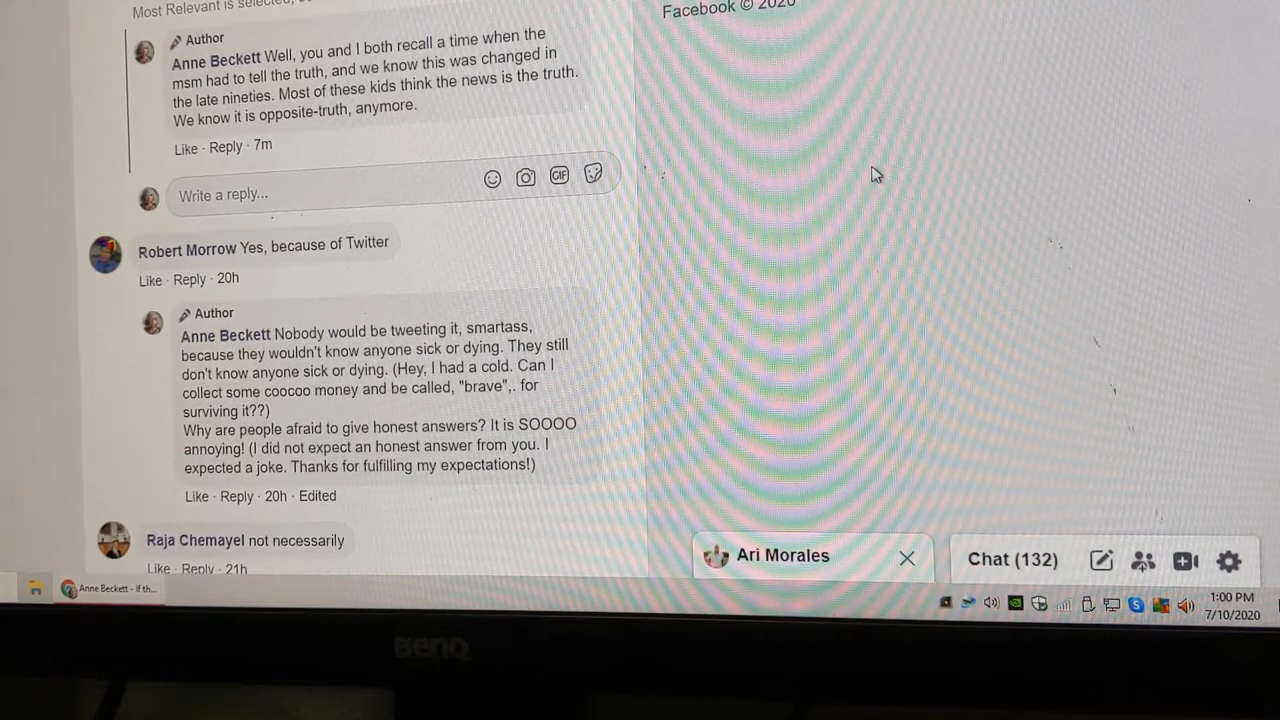 Most Relevant is selected, so
Facebook © 2020
Author
Anne Beckett Well, you and I both recall a time when the
msm had to tell the truth, and we know this was changed in
the late nineties. Most of these kids think the news is the truth.
We know it is opposite-truth, anymore.
Like · Reply · 7m
Write a reply...
GIF
Robert Morrow Yes, because of Twitter
Like · Reply · 20h
Author
Anne Beckett Nobody would be tweeting it, smartass,
because they wouldn't know anyone sick or dying. They still
don't know anyone sick or dying. (Hey, I had a cold. Can I
collect some coocoo money and be called, "brave",. for
surviving it??)
Why are people afraid to give honest answers? It is SOOOO
annoying! (I did not expect an honest answer from you. I
expected a joke. Thanks for fulfilling my expectations!)
Like · Reply · 20h · Edited
Raja Chemayel not necessarily
Like · Reply · 21h
Ari Morales
Chat (132)
Anne Beckett - If th...
1:00 PM
7/10/2020
BenQ